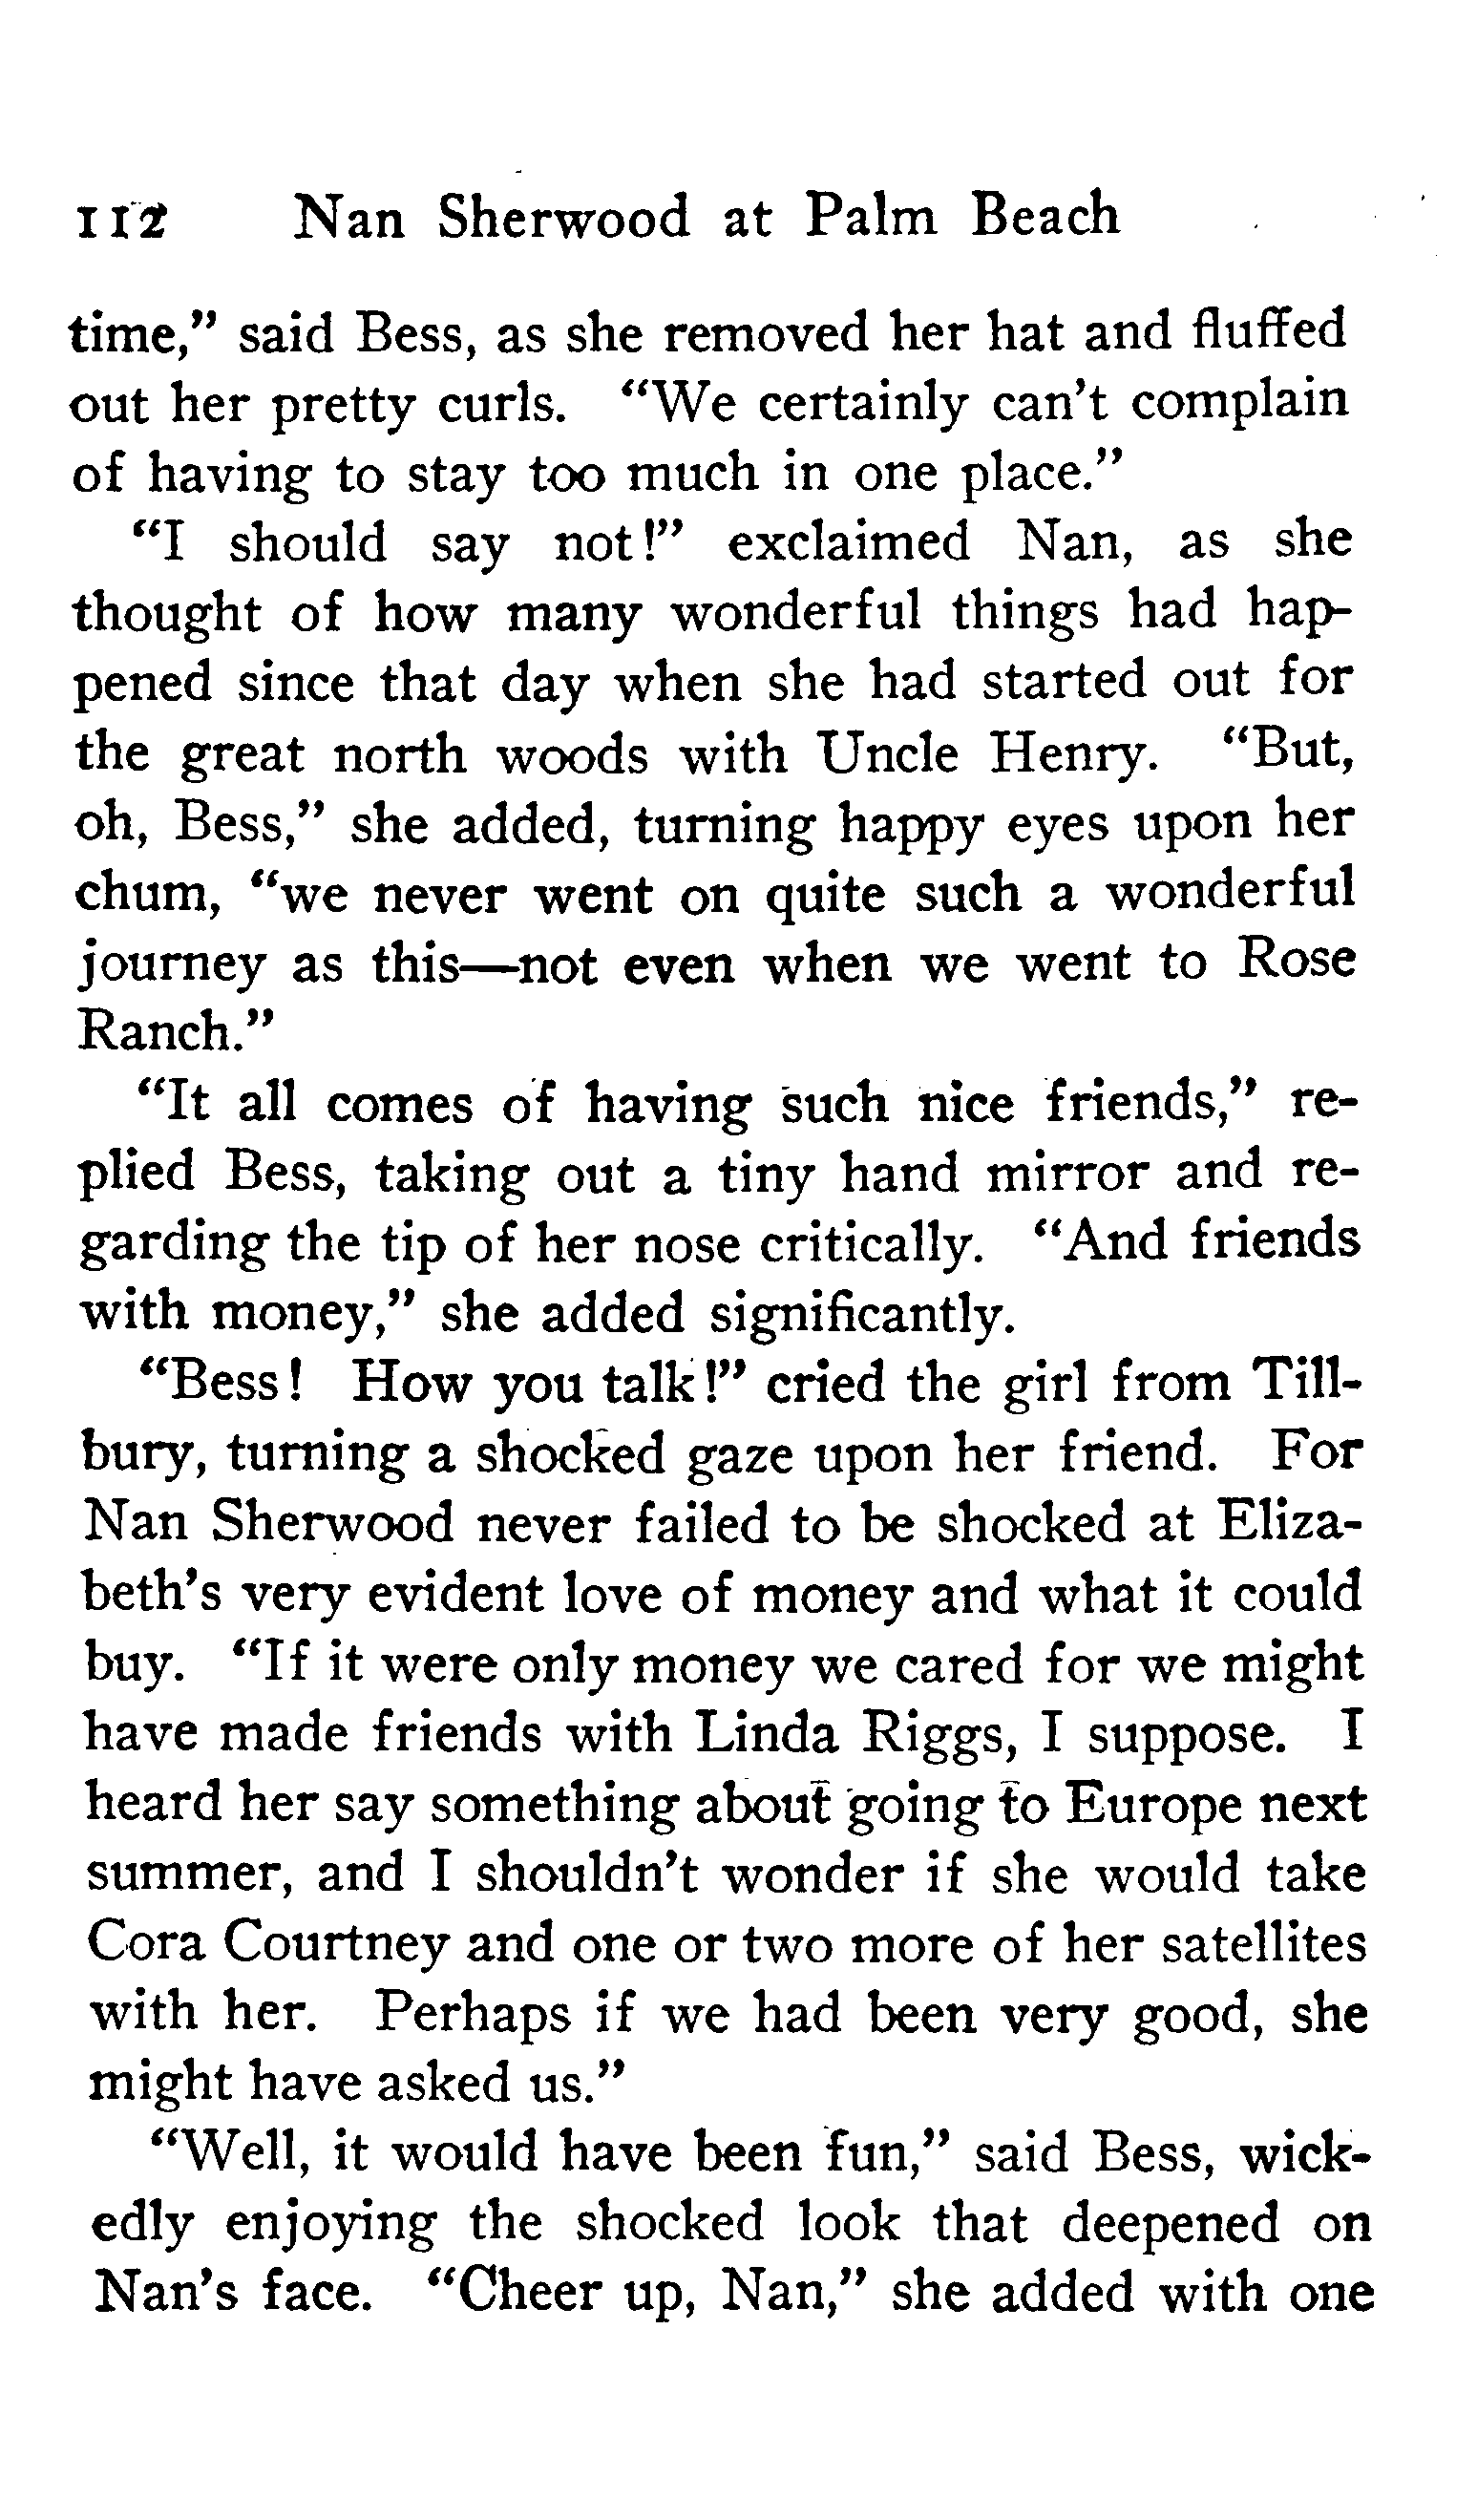 112 Nan Sherwood at Palm Beach
time," said Bess, as she removed her hat and fluffed
out her pretty curls. "We certainly can't complain
of having to stay too much in one place."
"I should say not!" exclaimed Nan, as she
thought of how many wonderful things had hap-
pened since that day when she had started out for
the great north woods with Uncle Henry. "But,
oh, Bess," she added, turning happy eyes upon her
chum, "we never went on quite such a wonderful
journey as this—not even when we went to Rose
Ranch."
"It all comes of having such nice friends," re-
plied Bess, taking out a tiny hand mirror and re-
garding the tip of her nose critically. "And friends
with money," she added significantly.
"Bess! How you talk!" cried the girl from Till-
bury, turning a shocked gaze upon her friend. For
Nan Sherwood never failed to be shocked at Eliza-
beth's very evident love of money and what it could
buy. "If it were only money we cared for we might
have made friends with Linda Riggs, I suppose. I
heard her say something about going to Europe next
summer, and I shouldn't wonder if she would take
Cora Courtney and one or two more of her satellites
with her. Perhaps if we had been very good, she
might have asked us."
"Well, it would have been fun," said Bess, wick-
edly enjoying the shocked look that deepened on
Nan's face. "Cheer up, Nan," she added with one